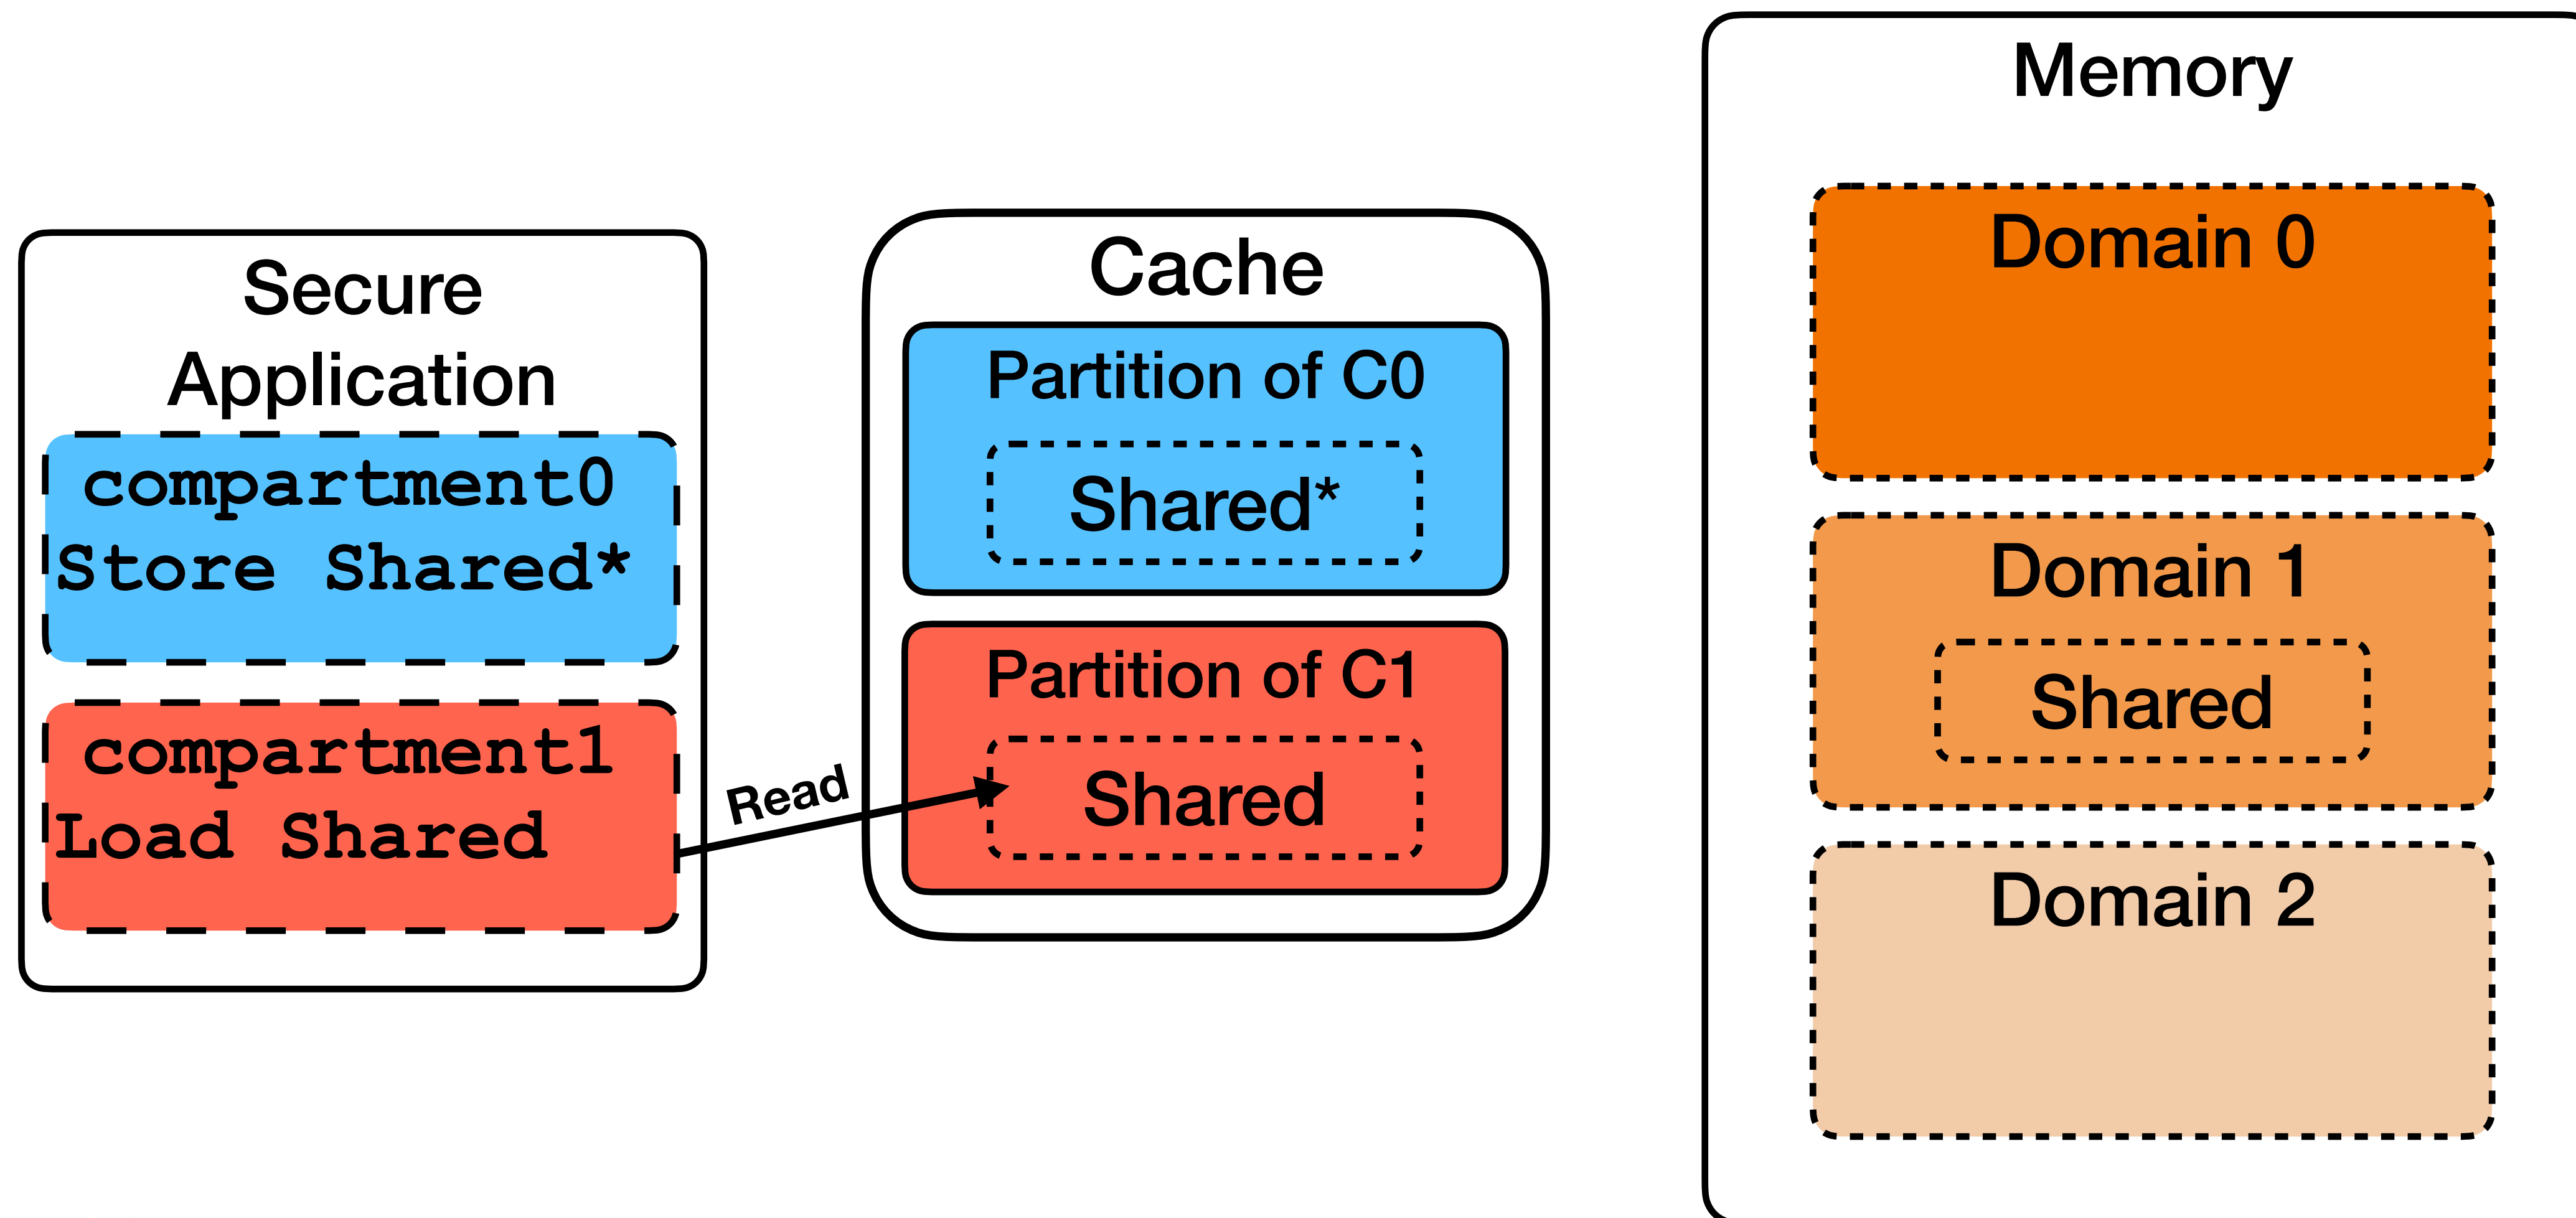 Secure
Application
compartment0
Store Shared*
compartment1
Load Shared
Read
Cache
Partition of C0
Shared*
Partition of C1
Shared
Memory
Domain 0
Domain 1
Shared
Domain 2